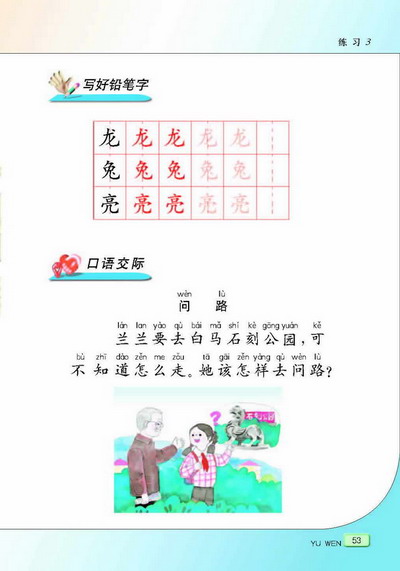 练习3
写好铅笔字
龙龙龙龙龙
兔兔兔兔兔
亮亮亮亮亮
口语交际
wèn lù
问路
lán lan yào qù bái mǎ shí kè gōng yuán kě
兰兰要去白马石刻公园,可
bù zhī dào zěn me zǒu tā gāi zěn yàng qù wèn lù
不知道怎么走。她该怎样去问路?
?
YU WEN 53